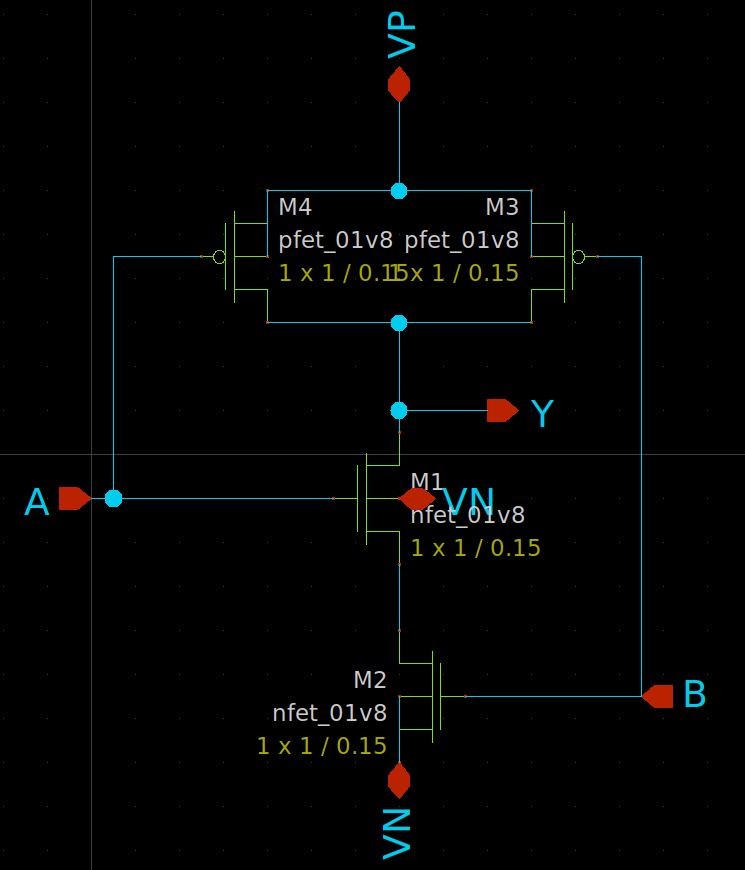 VP
M4
M3
pfet_01v8
pfet_01v8
1 x 1 / 0.15
1 x 1 / 0.15
Y
A
M1
VN
nfet_01v8
1 x 1 / 0.15
M2
B
nfet_01v8
1 x 1 / 0.15
VN